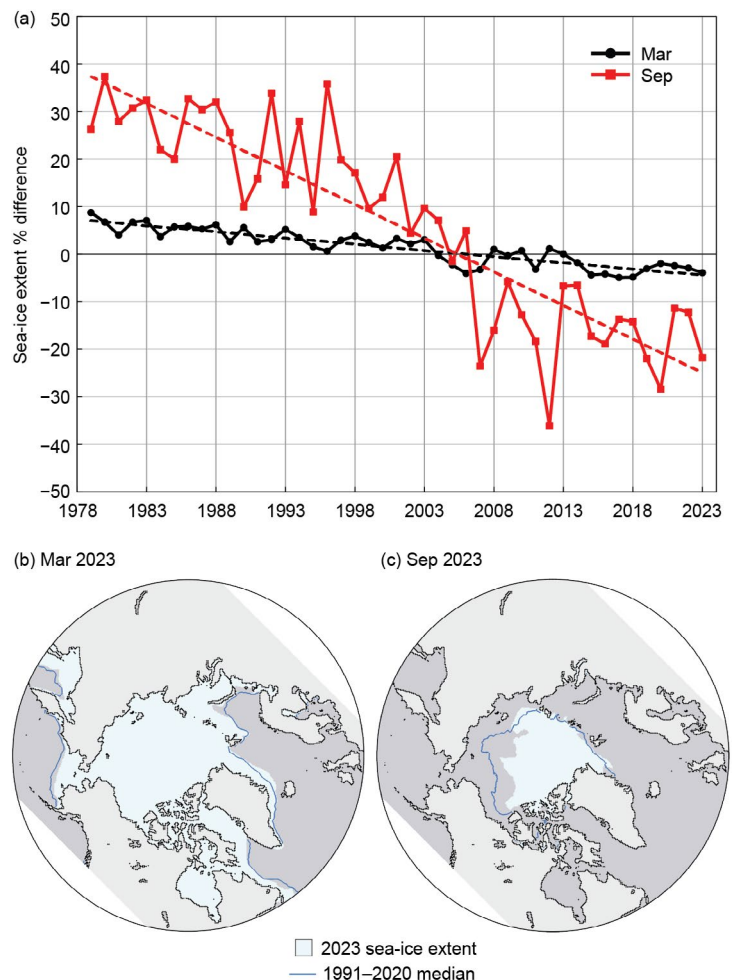 (a)
50
40
30
20
10
0
−10
−20
−30
−40
−50
Sea-ice extent % difference
Mar
Sep
1978 1983 1988 1993 1998 2003 2008 2013 2018 2023
(b) Mar 2023 (c) Sep 2023
2023 sea-ice extent
1991–2020 median